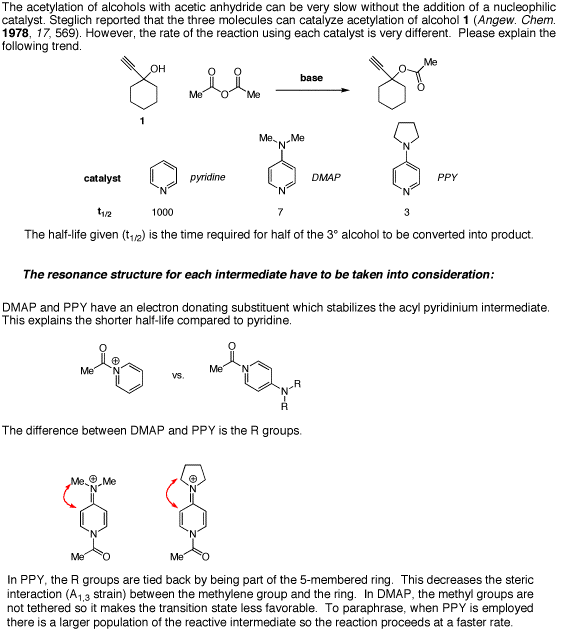 The acetylation of alcohols with acetic anhydride can be very slow without the addition of a nucleophilic
catalyst. Steglich reported that the three molecules can catalyze acetylation of alcohol 1 (Angew. Chem.
1978, 17, 569). However, the rate of the reaction using each catalyst is very different. Please explain the
following trend.
OH
O O
Me O Me
base
O Me
O
1
Me N Me
N
catalyst N pyridine N DMAP N PPY
t1/2 1000 7 3
The half-life given (t1/2) is the time required for half of the 3° alcohol to be converted into product.
The resonance structure for each intermediate have to be taken into consideration:
DMAP and PPY have an electron donating substituent which stabilizes the acyl pyridinium intermediate.
This explains the shorter half-life compared to pyridine.
O
Me N ⊕
vs.
O
Me N
N R
R
The difference between DMAP and PPY is the R groups.
Me ⊕ Me
N
N
Me O
⊕
N
N
Me O
In PPY, the R groups are tied back by being part of the 5-membered ring. This decreases the steric
interaction (A1,3 strain) between the methylene group and the ring. In DMAP, the methyl groups are
not tethered so it makes the transition state less favorable. To paraphrase, when PPY is employed
there is a larger population of the reactive intermediate so the reaction proceeds at a faster rate.